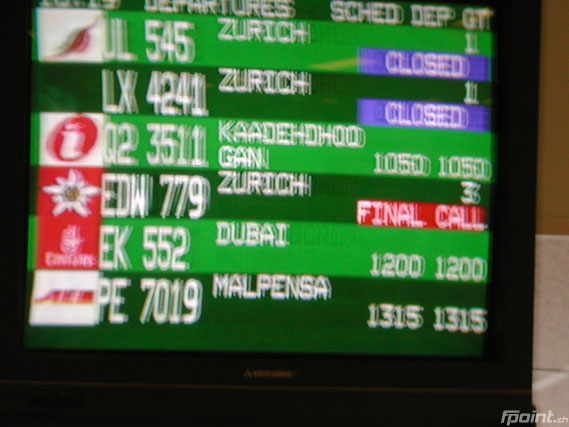 DEPARTURES SCHED DEP GT
UL 545 ZURICH 1
CLOSED
LX 4241 ZURICH 1
CLOSED
Q2 3511 KAADEHDHOO
GAN 1050 1050
EDW 779 ZURICH 3
FINAL CALL
EK 552 DUBAI
Emirates 1200 1200
PE 7019 MALPENSA
1315 1315
MITSUBISHI
fpoint.ch